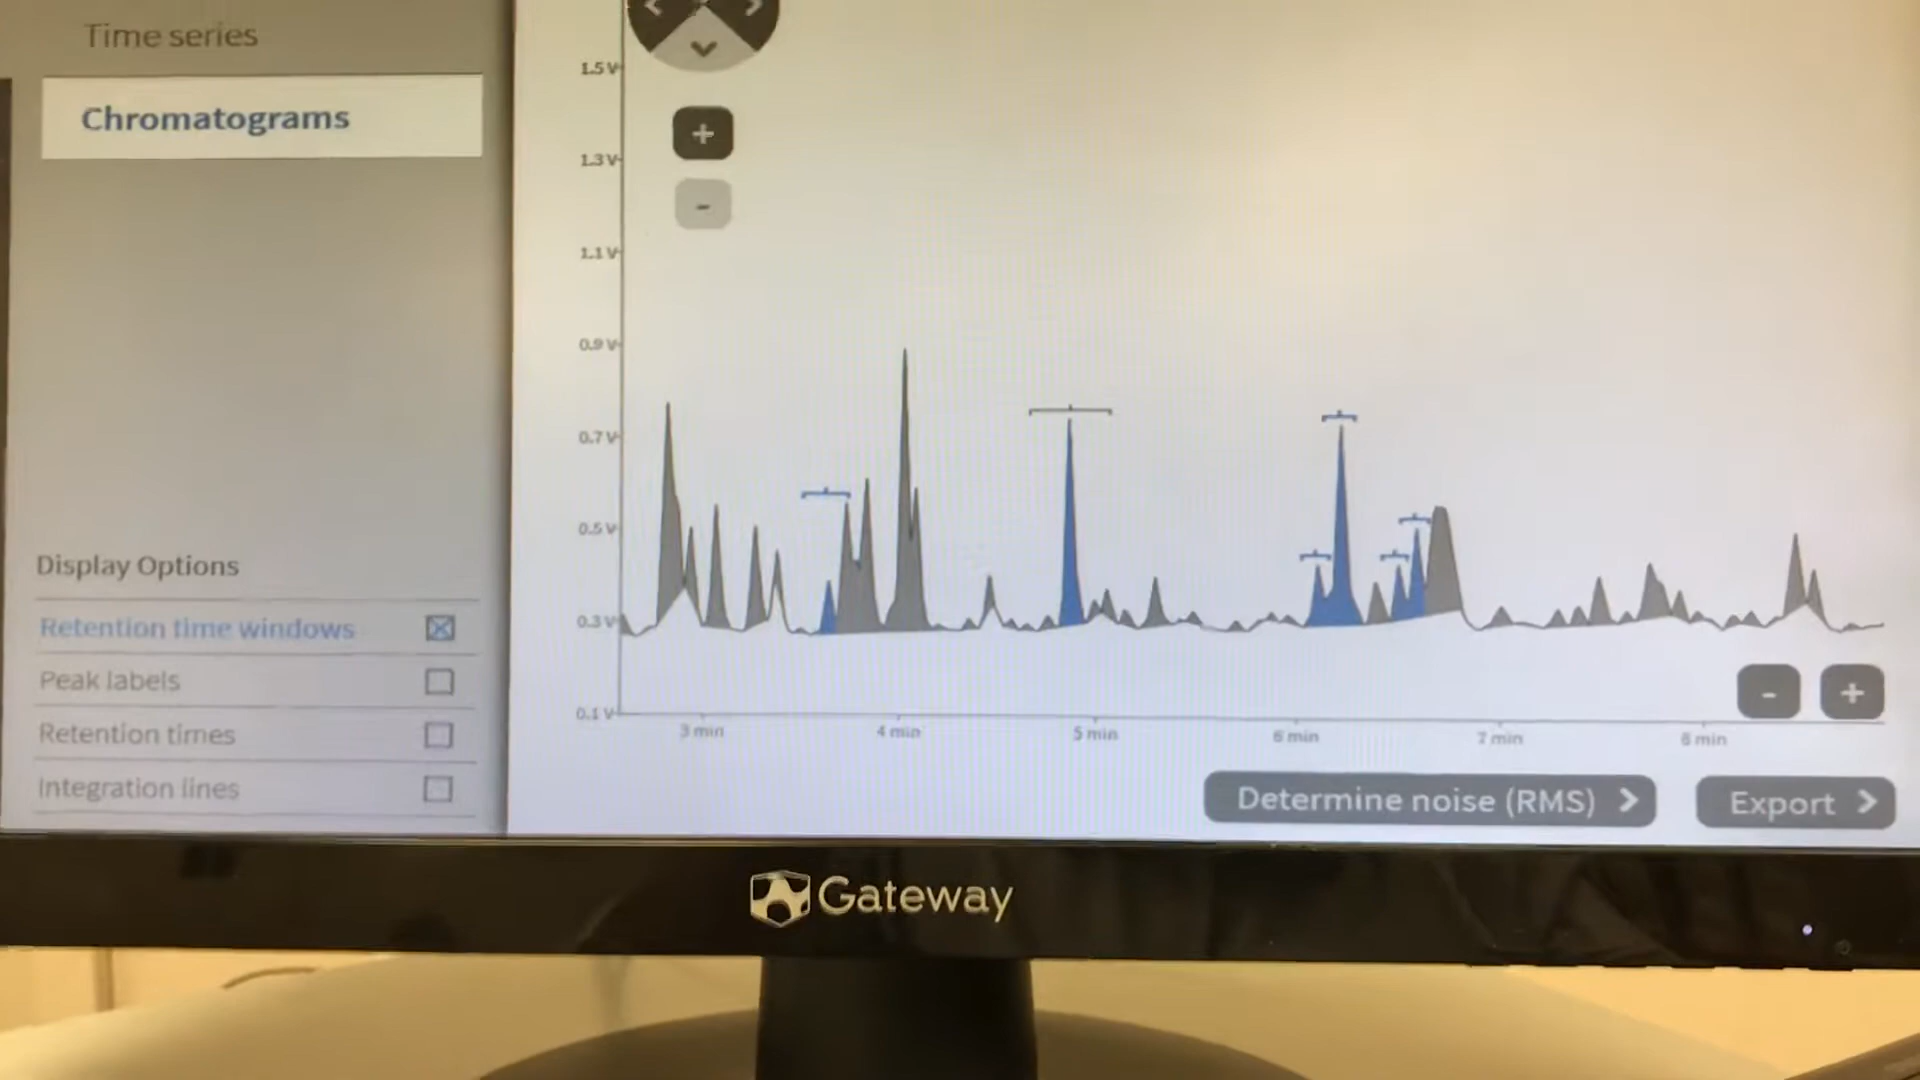 Time series
Chromatograms
Display Options
Retention time windows
Peak labels
Retention times
Integration lines
+
-
1.5 V
1.3 V
1.1 V
0.9 V
0.7 V
0.5 V
0.3 V
0.1 V
3 min
4 min
5 min
6 min
7 min
8 min
- +
Determine noise (RMS) >
Export >
Gateway